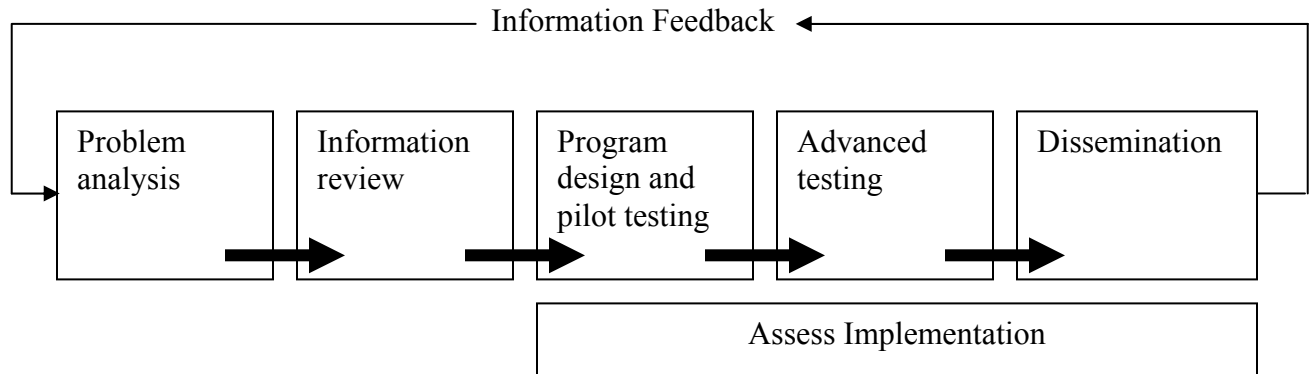 Information Feedback
Problem
analysis
Information
review
Program
design and
pilot testing
Advanced
testing
Dissemination
Assess Implementation